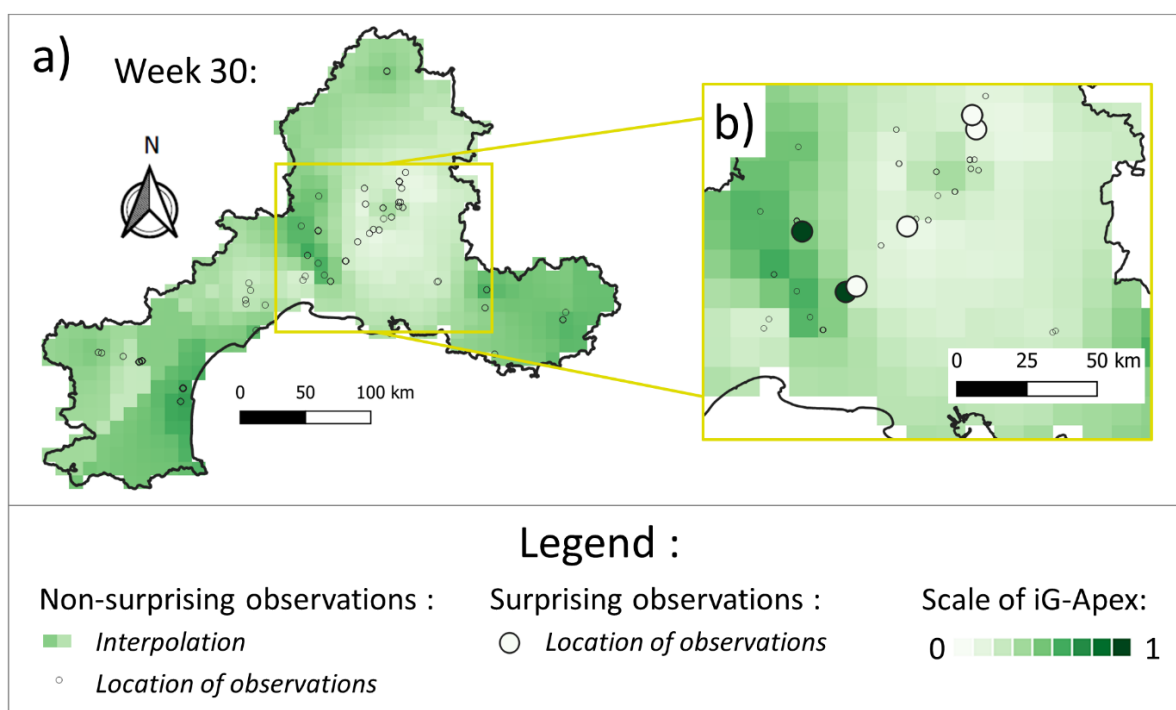 a)
Week 30:
N
0 50 100 km
b)
0 25 50 km
Legend :
Non-surprising observations :
Interpolation
Location of observations
Surprising observations :
Location of observations
Scale of iG-Apex:
0 1